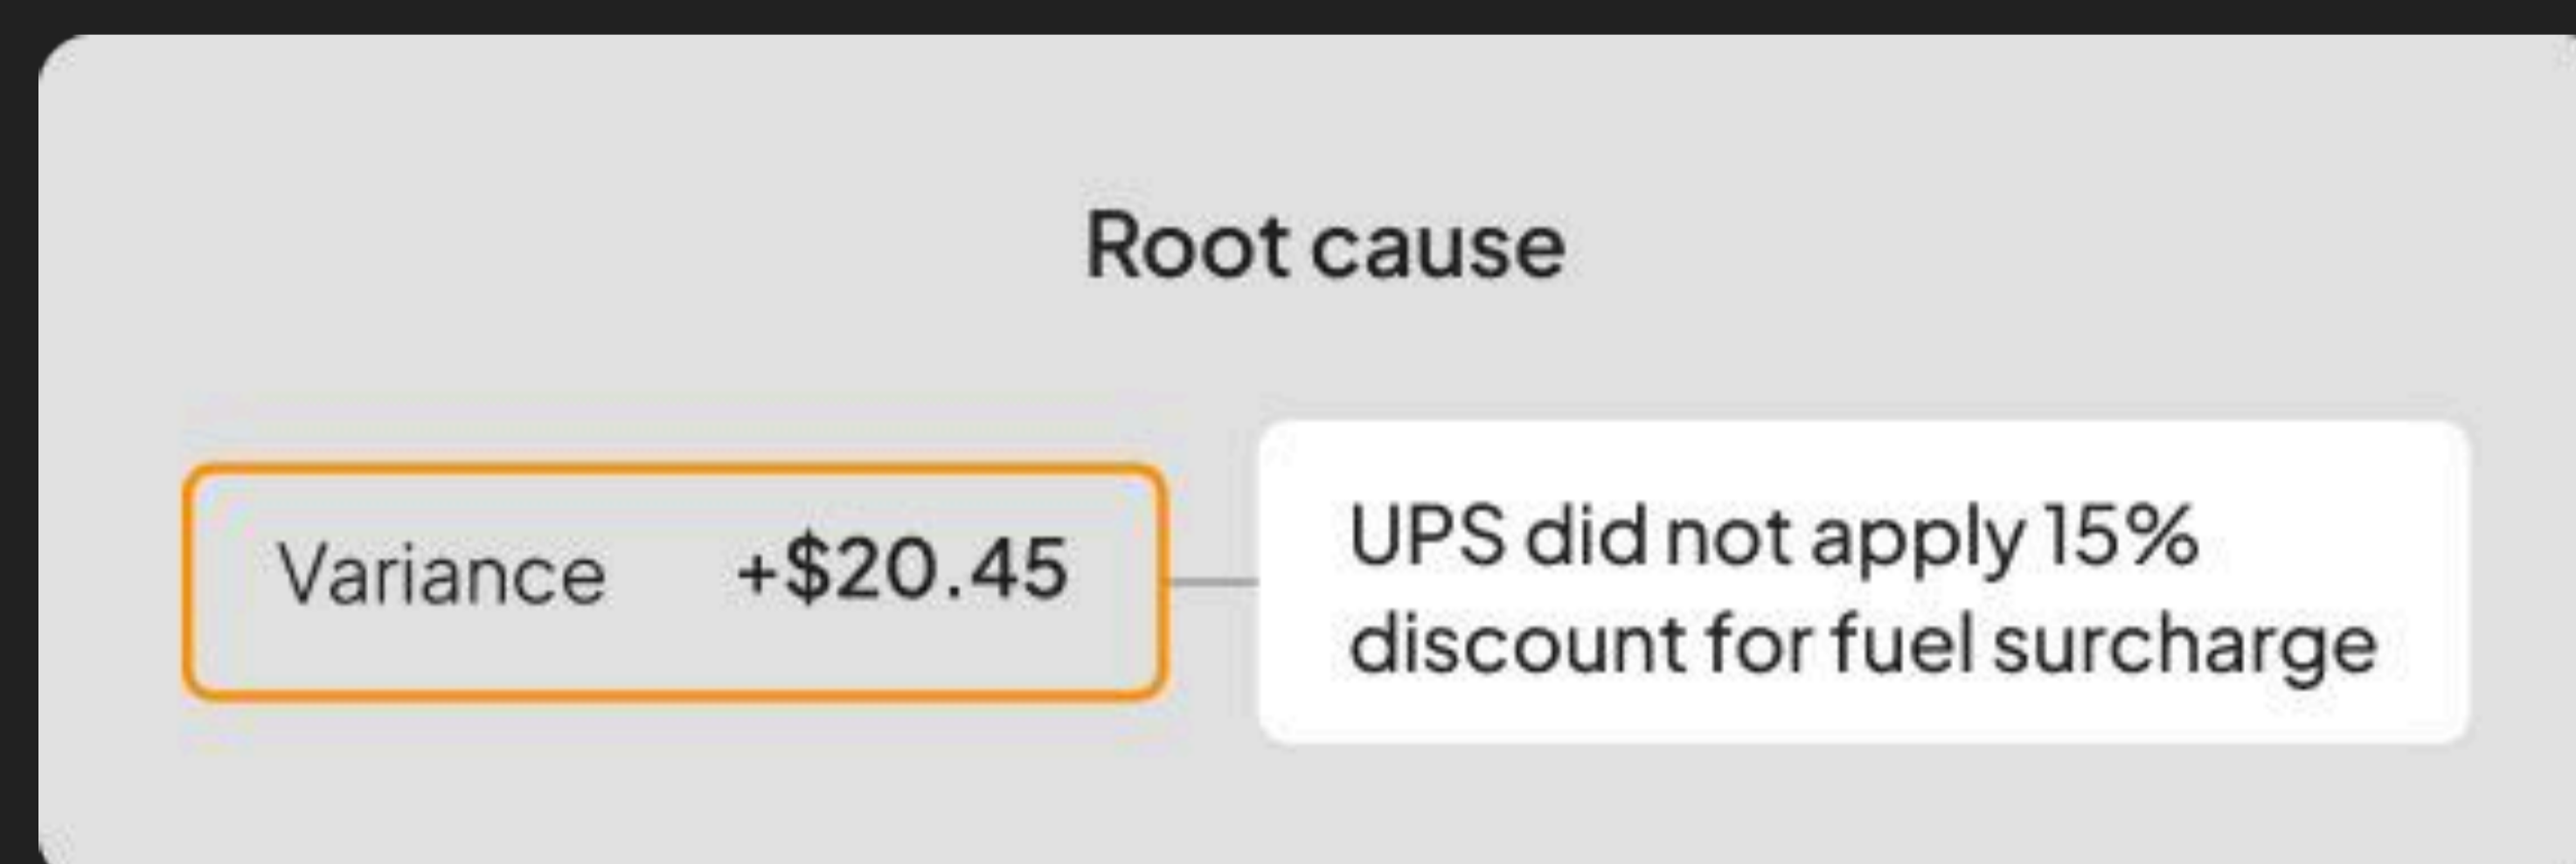 Root cause
Variance +$20.45
UPS did not apply 15%
discount for fuel surcharge